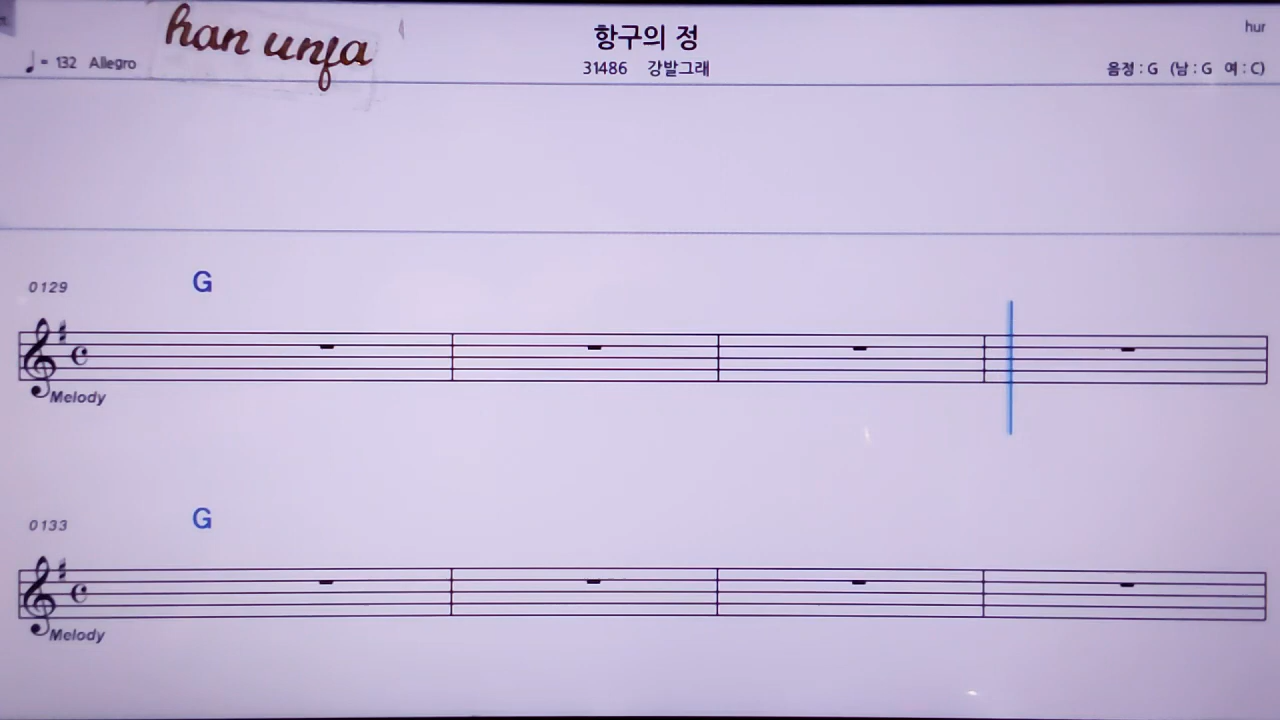 han unfa
항구의 정
hur
♩ = 132 Allegro
31486 강발그래
음정 : G (남 : G 여 : C)
0129
G
Melody
0133
G
Melody